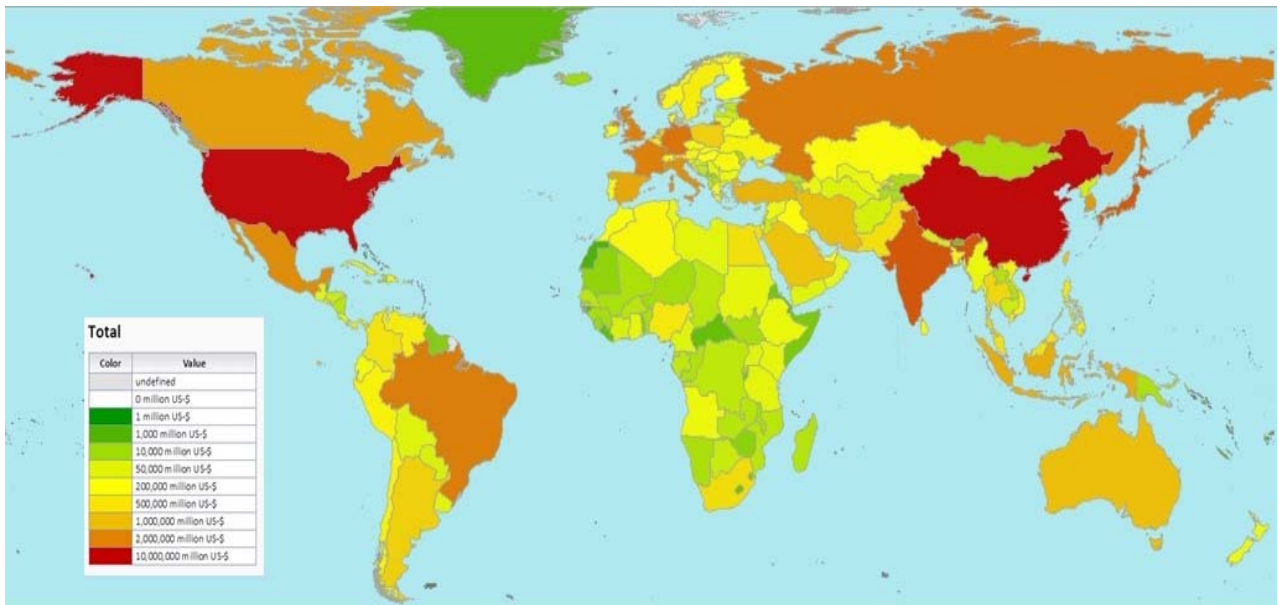 Total
Color Value
undefined
0 million US-$
1 million US-$
1,000 million US-$
10,000 million US-$
50,000 million US-$
200,000 million US-$
500,000 million US-$
1,000,000 million US-$
2,000,000 million US-$
10,000,000 million US-$